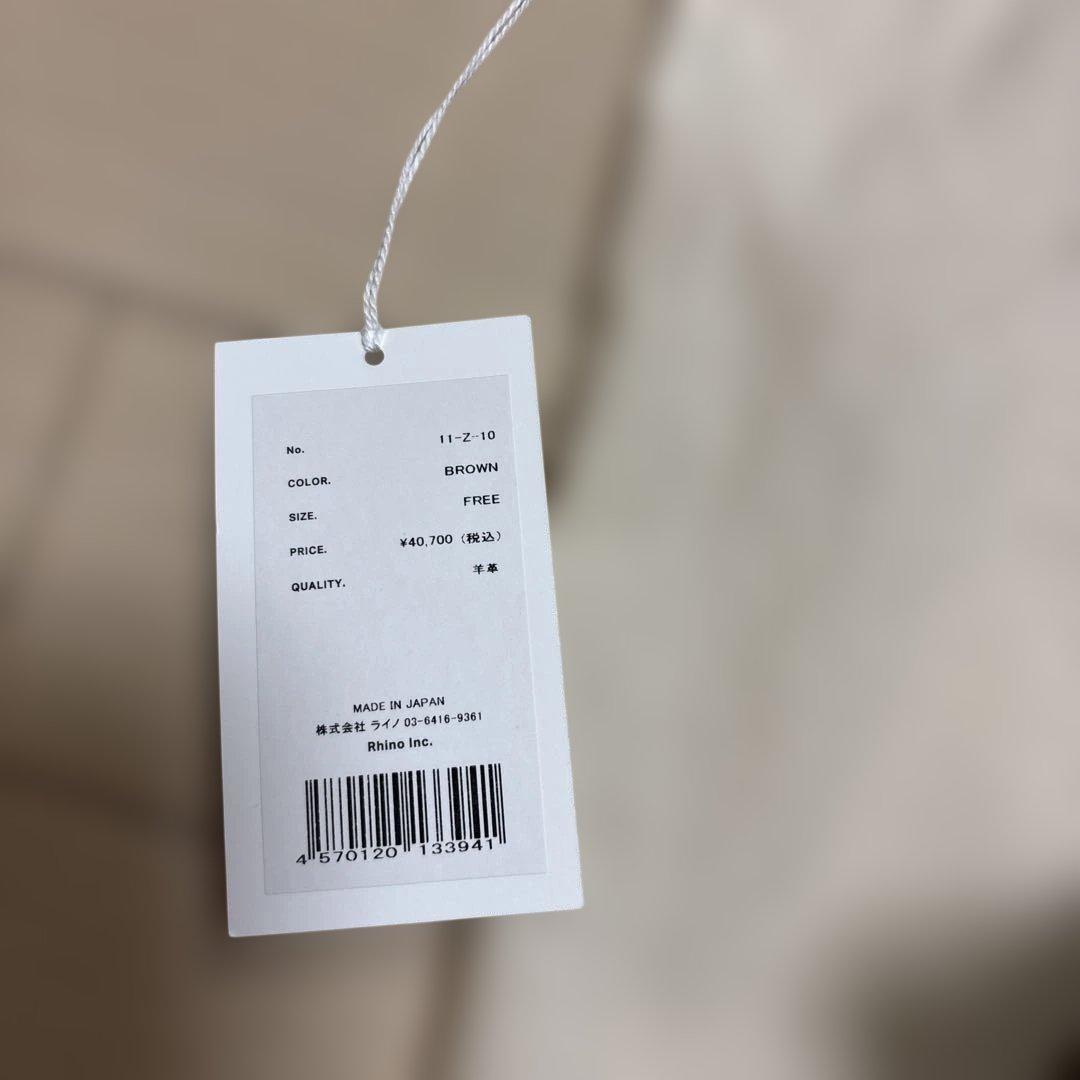 No. 11-Z-10
COLOR. BROWN
SIZE. FREE
PRICE. ¥40,700（税込）
QUALITY. 羊革
MADE IN JAPAN
株式会社 ライノ 03-6416-9361
Rhino Inc.
4 570120 133941